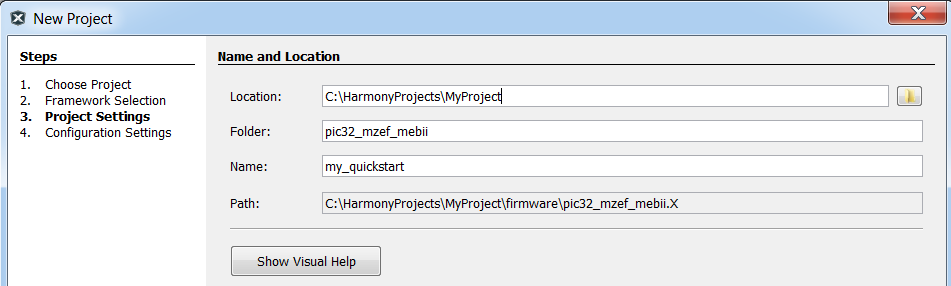 New Project
Steps
1. Choose Project
2. Framework Selection
3. Project Settings
4. Configuration Settings
Name and Location
Location: C:\HarmonyProjects\MyProject
Folder: pic32_mzef_mebii
Name: my_quickstart
Path: C:\HarmonyProjects\MyProject\firmware\pic32_mzef_mebii.X
Show Visual Help